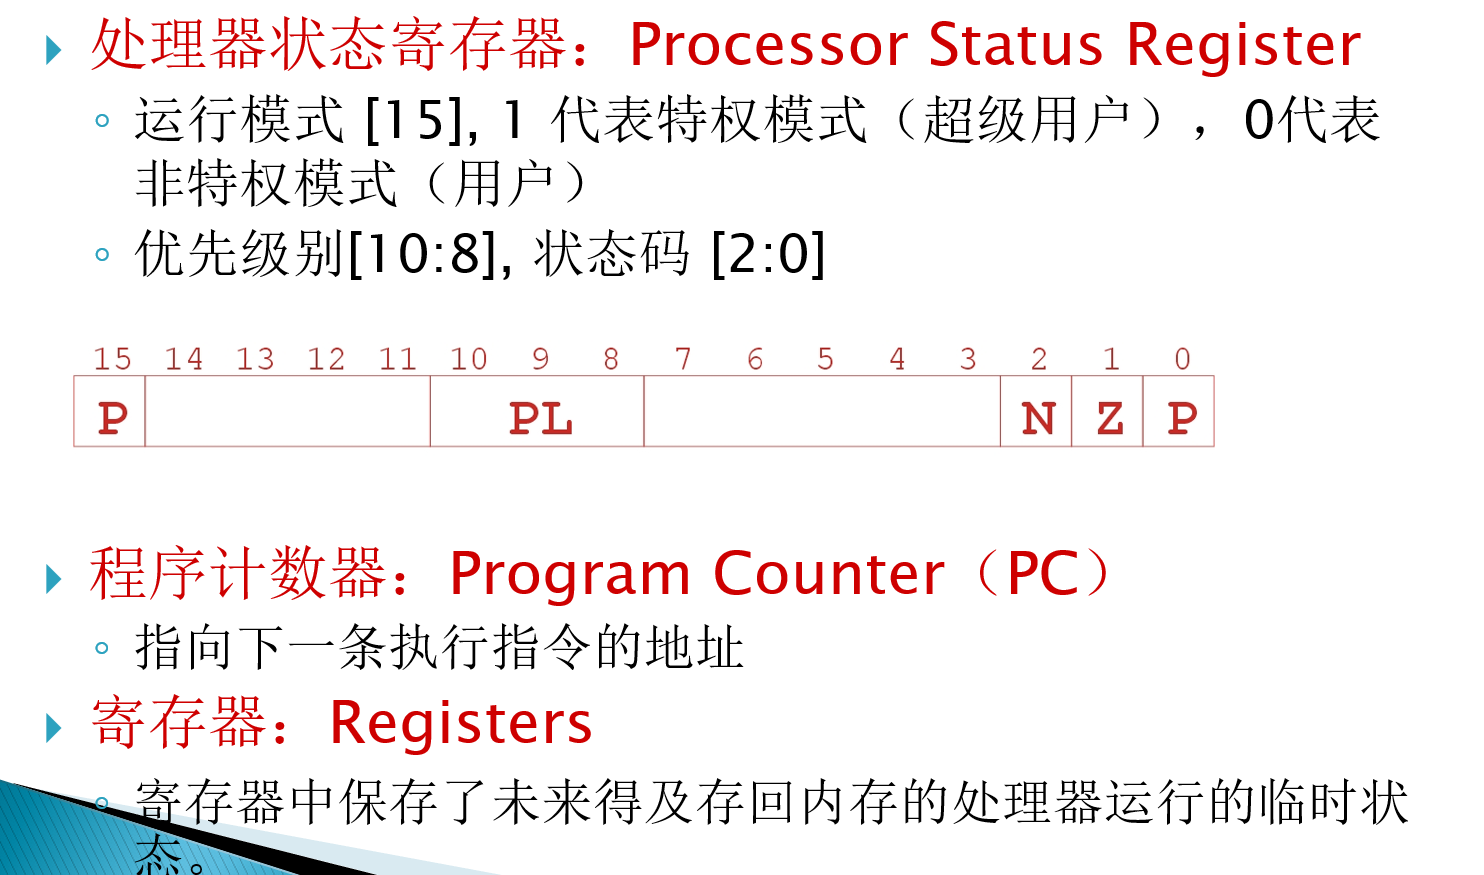 处理器状态寄存器：Processor Status Register
运行模式 [15], 1 代表特权模式（超级用户），0代表
非特权模式（用户）
优先级别[10:8], 状态码 [2:0]
15 14 13 12 11 10 9 8 7 6 5 4 3 2 1 0
P PL N Z P
程序计数器：Program Counter（PC）
指向下一条执行指令的地址
寄存器：Registers
寄存器中保存了未来得及存回内存的处理器运行的临时状
态。